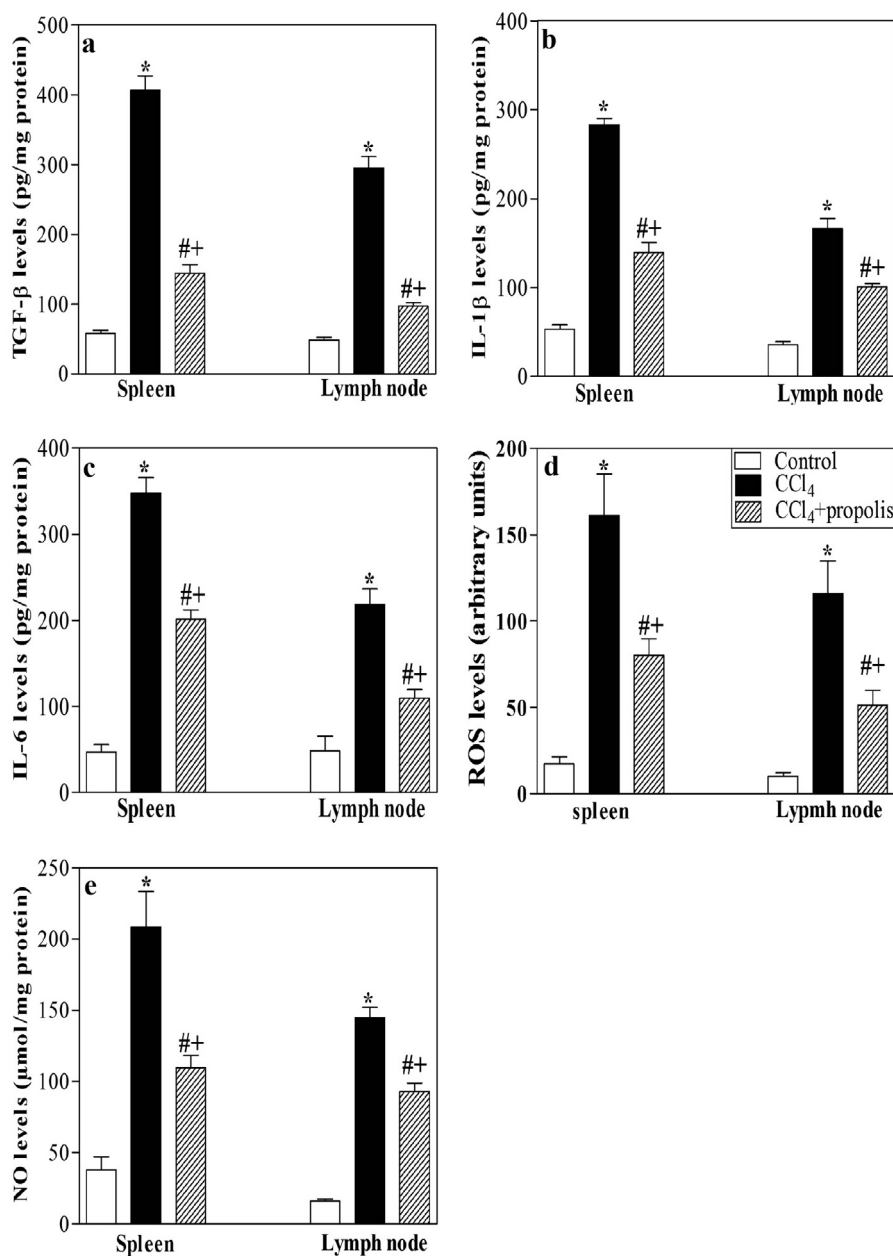 a
TGF-β levels (pg/mg protein)
500
400
300
200
100
0
*
#+
*
#+
Spleen
Lymph node
b
IL-1β levels (pg/mg protein)
400
300
200
100
0
*
#+
*
#+
Spleen
Lymph node
c
IL-6 levels (pg/mg protein)
400
300
200
100
0
*
#+
*
#+
Spleen
Lymph node
d
ROS levels (arbitrary units)
200
150
100
50
0
Control
CCl₄
CCl₄+propolis
*
#+
*
#+
spleen
Lypmh node
e
NO levels (μmol/mg protein)
250
200
150
100
50
0
*
#+
*
#+
Spleen
Lymph node